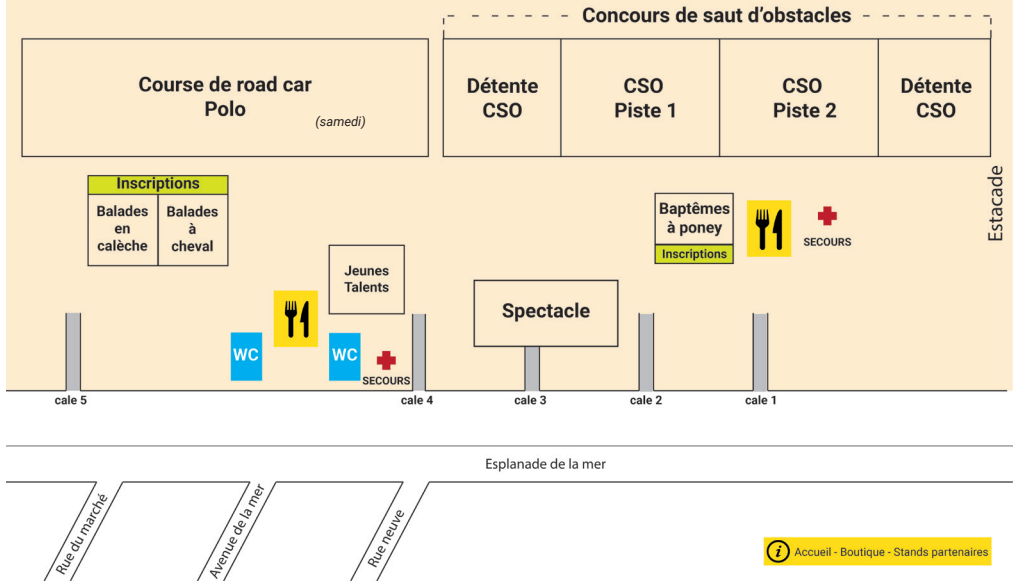 Concours de saut d'obstacles
Course de road car
Polo
(samedi)
Détente
CSO
CSO
Piste 1
CSO
Piste 2
Détente
CSO
Estacade
Inscriptions
Balades
en
calèche
Balades
à
cheval
Baptêmes
à poney
Inscriptions
SECOURS
Jeunes
Talents
Spectacle
WC
WC
SECOURS
cale 5
cale 4
cale 3
cale 2
cale 1
Esplanade de la mer
Rue du marché
Avenue de la mer
Rue neuve
i Accueil - Boutique - Stands partenaires